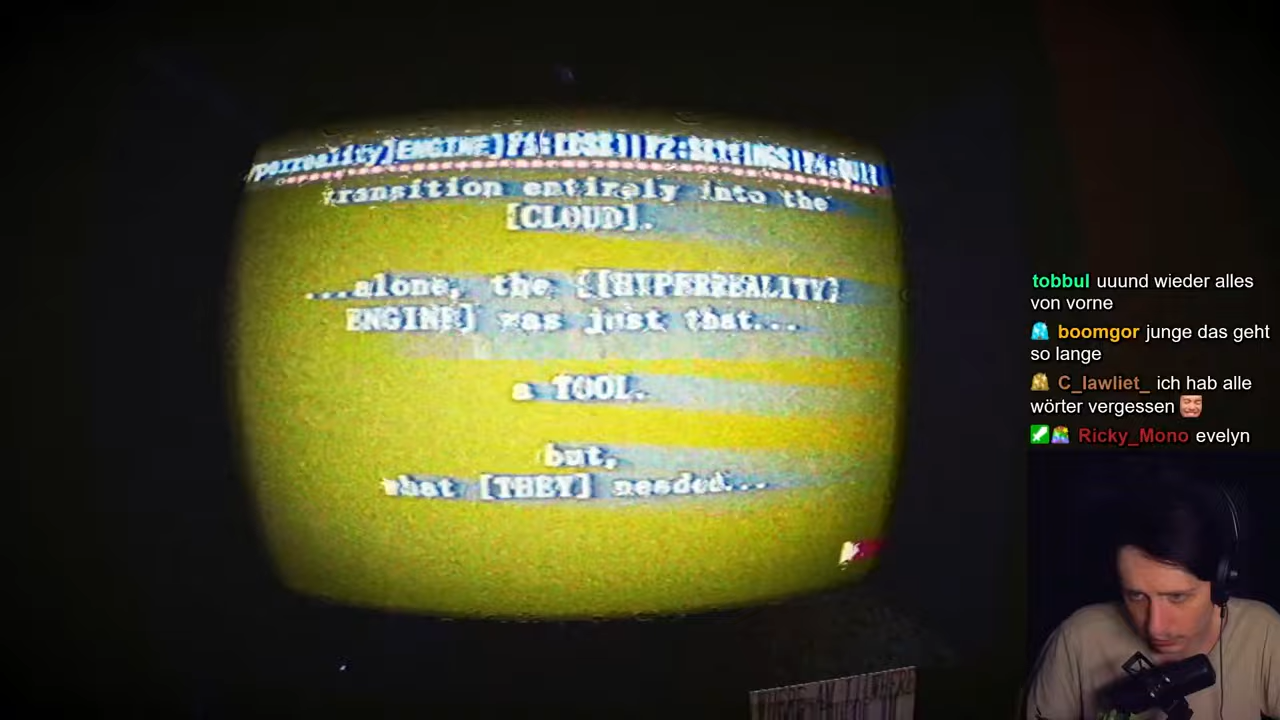 [ENGINE]
transition entirely into the
[CLOUD].
...alone, the {[HYPERREALITY}
ENGINE] was just that...
a TOOL.
but,
what [THEY] needed...
tobbul uuund wieder alles
von vorne
boomgor junge das geht
so lange
C_lawliet_ ich hab alle
wörter vergessen
Ricky_Mono evelyn